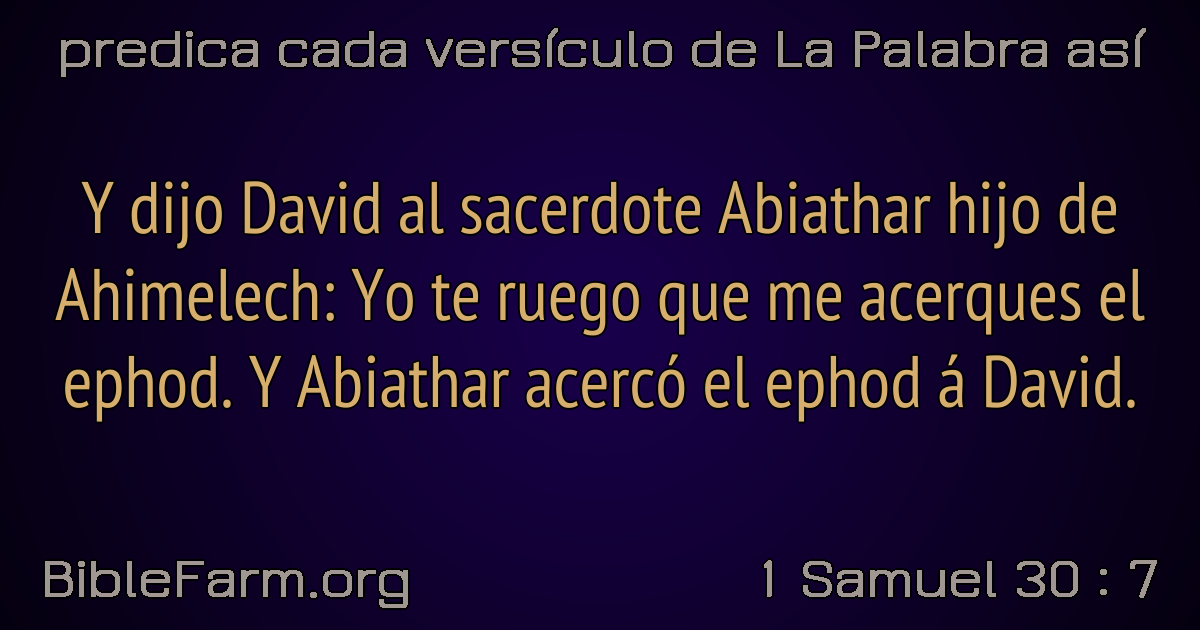 predica cada versículo de La Palabra así
Y dijo David al sacerdote Abiathar hijo de
Ahimelech: Yo te ruego que me acerques el
ephod. Y Abiathar acercó el ephod á David.
BibleFarm.org
1 Samuel 30 : 7